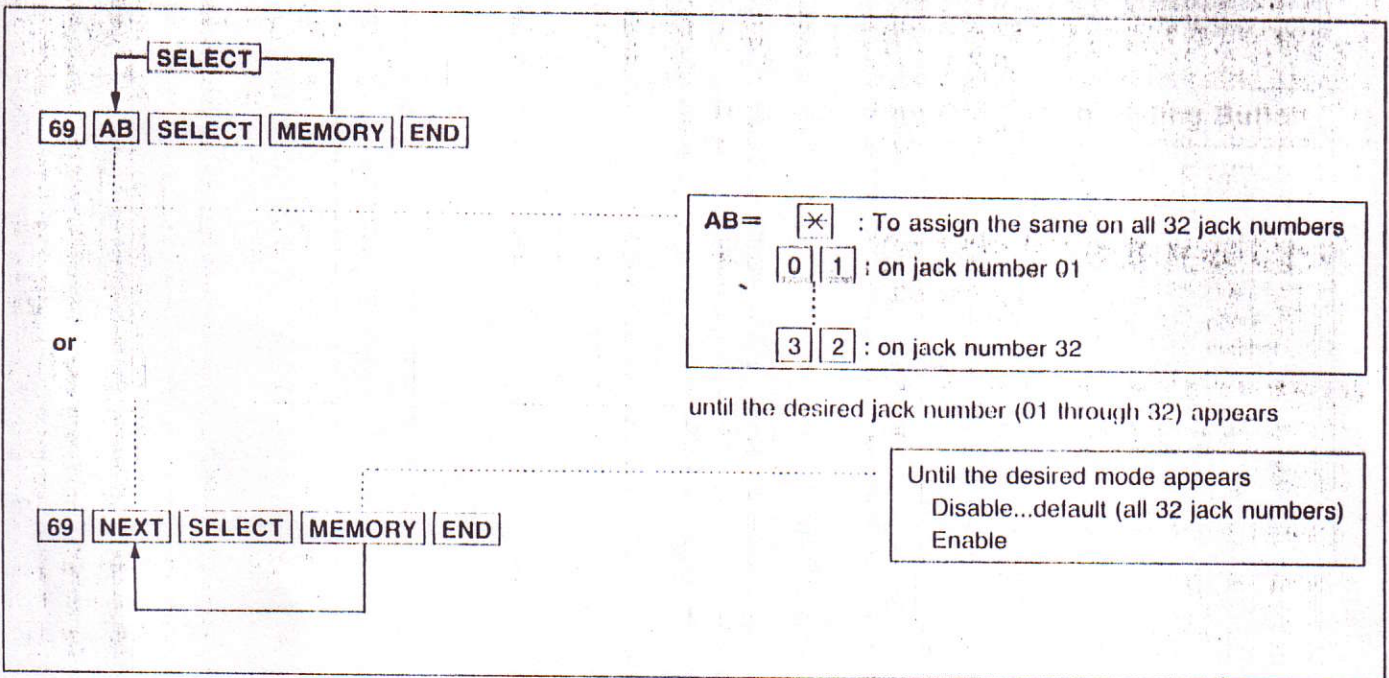 SELECT
69 AB SELECT MEMORY END
AB= * : To assign the same on all 32 jack numbers
0 1 : on jack number 01
3 2 : on jack number 32
or
until the desired jack number (01 through 32) appears
Until the desired mode appears
Disable...default (all 32 jack numbers)
Enable
69 NEXT SELECT MEMORY END